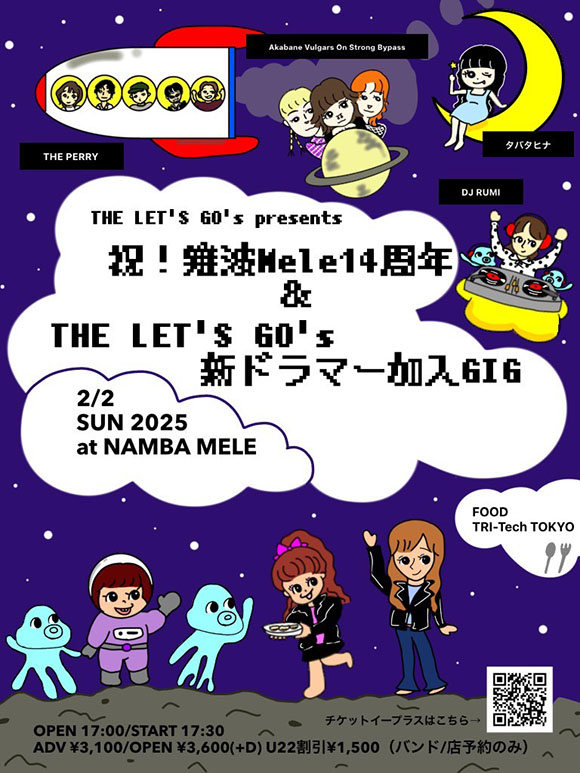 Akabane Vulgars On Strong Bypass
THE PERRY
タバタヒナ
DJ RUMI
THE LET'S GO's presents
祝！難波Mele14周年
&
THE LET'S GO's
新ドラマー加入GIG
2/2
SUN 2025
at NAMBA MELE
FOOD
TRI-Tech TOKYO
チケットイープラスはこちら→
OPEN 17:00/START 17:30
ADV ¥3,100/OPEN ¥3,600(+D) U22割引¥1,500（バンド/店予約のみ）